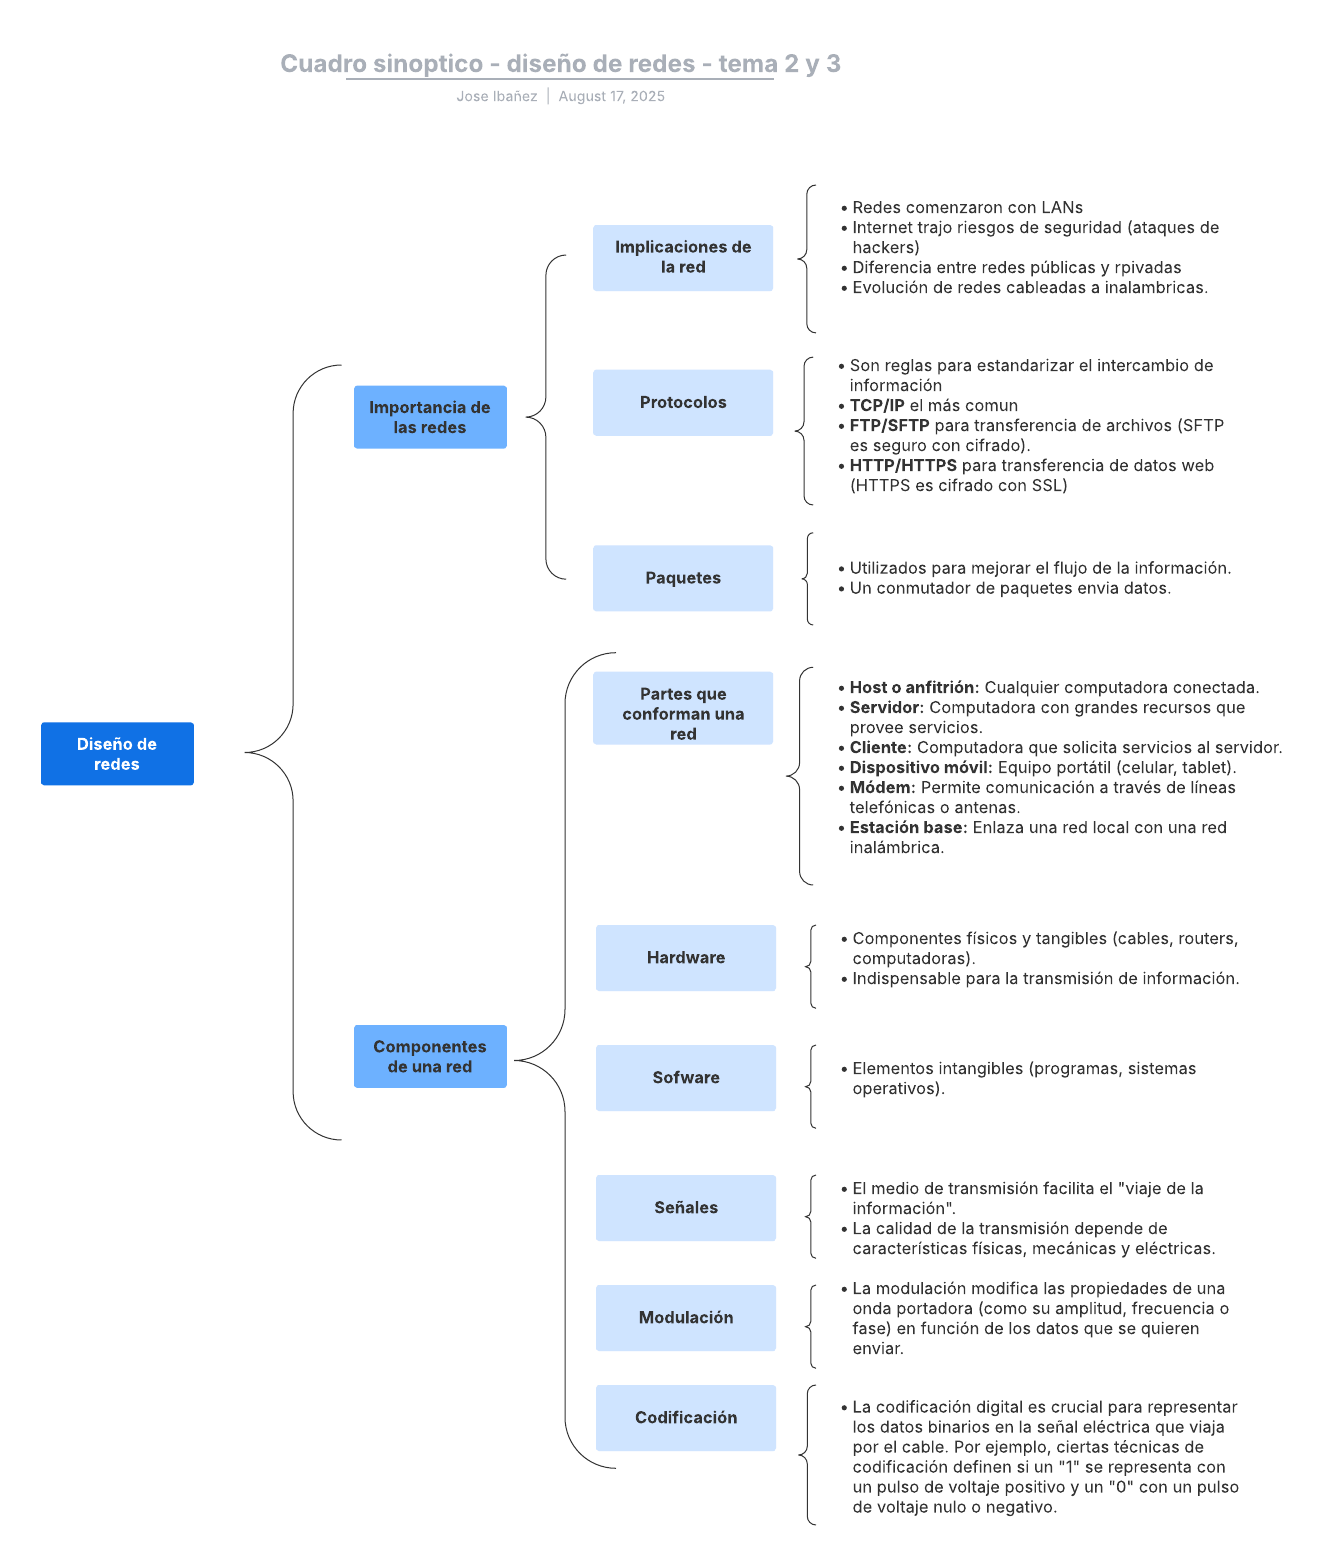 Cuadro sinoptico - diseño de redes - tema 2 y 3
Jose Ibañez | August 17, 2025
Diseño de
redes
Importancia de
las redes
Implicaciones de
la red
• Redes comenzaron con LANs
• Internet trajo riesgos de seguridad (ataques de
hackers)
• Diferencia entre redes públicas y rpivadas
• Evolución de redes cableadas a inalambricas.
Protocolos
• Son reglas para estandarizar el intercambio de
información
• TCP/IP el más comun
• FTP/SFTP para transferencia de archivos (SFTP
es seguro con cifrado).
• HTTP/HTTPS para transferencia de datos web
(HTTPS es cifrado con SSL)
Paquetes
• Utilizados para mejorar el flujo de la información.
• Un conmutador de paquetes envia datos.
Componentes
de una red
Partes que
conforman una
red
• Host o anfitrión: Cualquier computadora conectada.
• Servidor: Computadora con grandes recursos que
provee servicios.
• Cliente: Computadora que solicita servicios al servidor.
• Dispositivo móvil: Equipo portátil (celular, tablet).
• Módem: Permite comunicación a través de líneas
telefónicas o antenas.
• Estación base: Enlaza una red local con una red
inalámbrica.
Hardware
• Componentes físicos y tangibles (cables, routers,
computadoras).
• Indispensable para la transmisión de información.
Sofware
• Elementos intangibles (programas, sistemas
operativos).
Señales
• El medio de transmisión facilita el "viaje de la
información".
• La calidad de la transmisión depende de
características físicas, mecánicas y eléctricas.
Modulación
• La modulación modifica las propiedades de una
onda portadora (como su amplitud, frecuencia o
fase) en función de los datos que se quieren
enviar.
Codificación
• La codificación digital es crucial para representar
los datos binarios en la señal eléctrica que viaja
por el cable. Por ejemplo, ciertas técnicas de
codificación definen si un "1" se representa con
un pulso de voltaje positivo y un "0" con un pulso
de voltaje nulo o negativo.